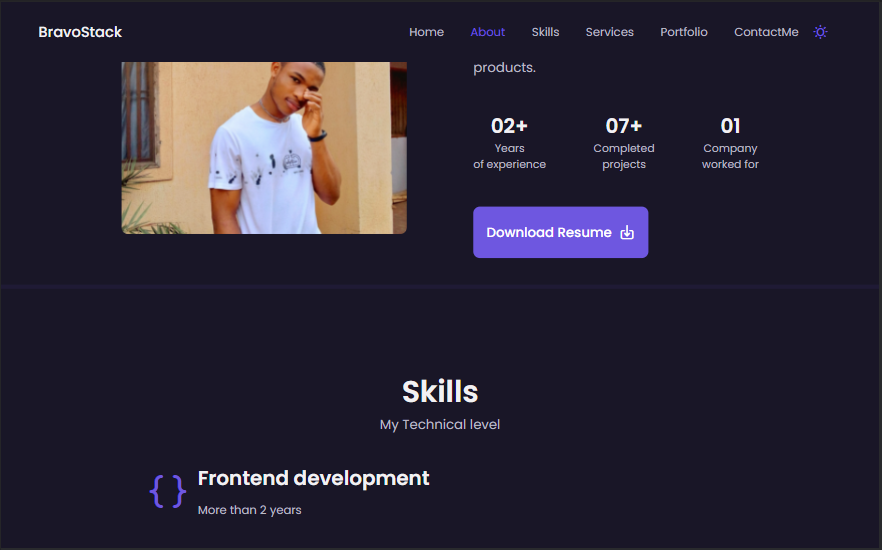 BravoStack
Home About Skills Services Portfolio ContactMe
products.
02+ 07+ 01
Years Completed Company
of experience projects worked for
Download Resume
Skills
My Technical level
{ } Frontend development
More than 2 years